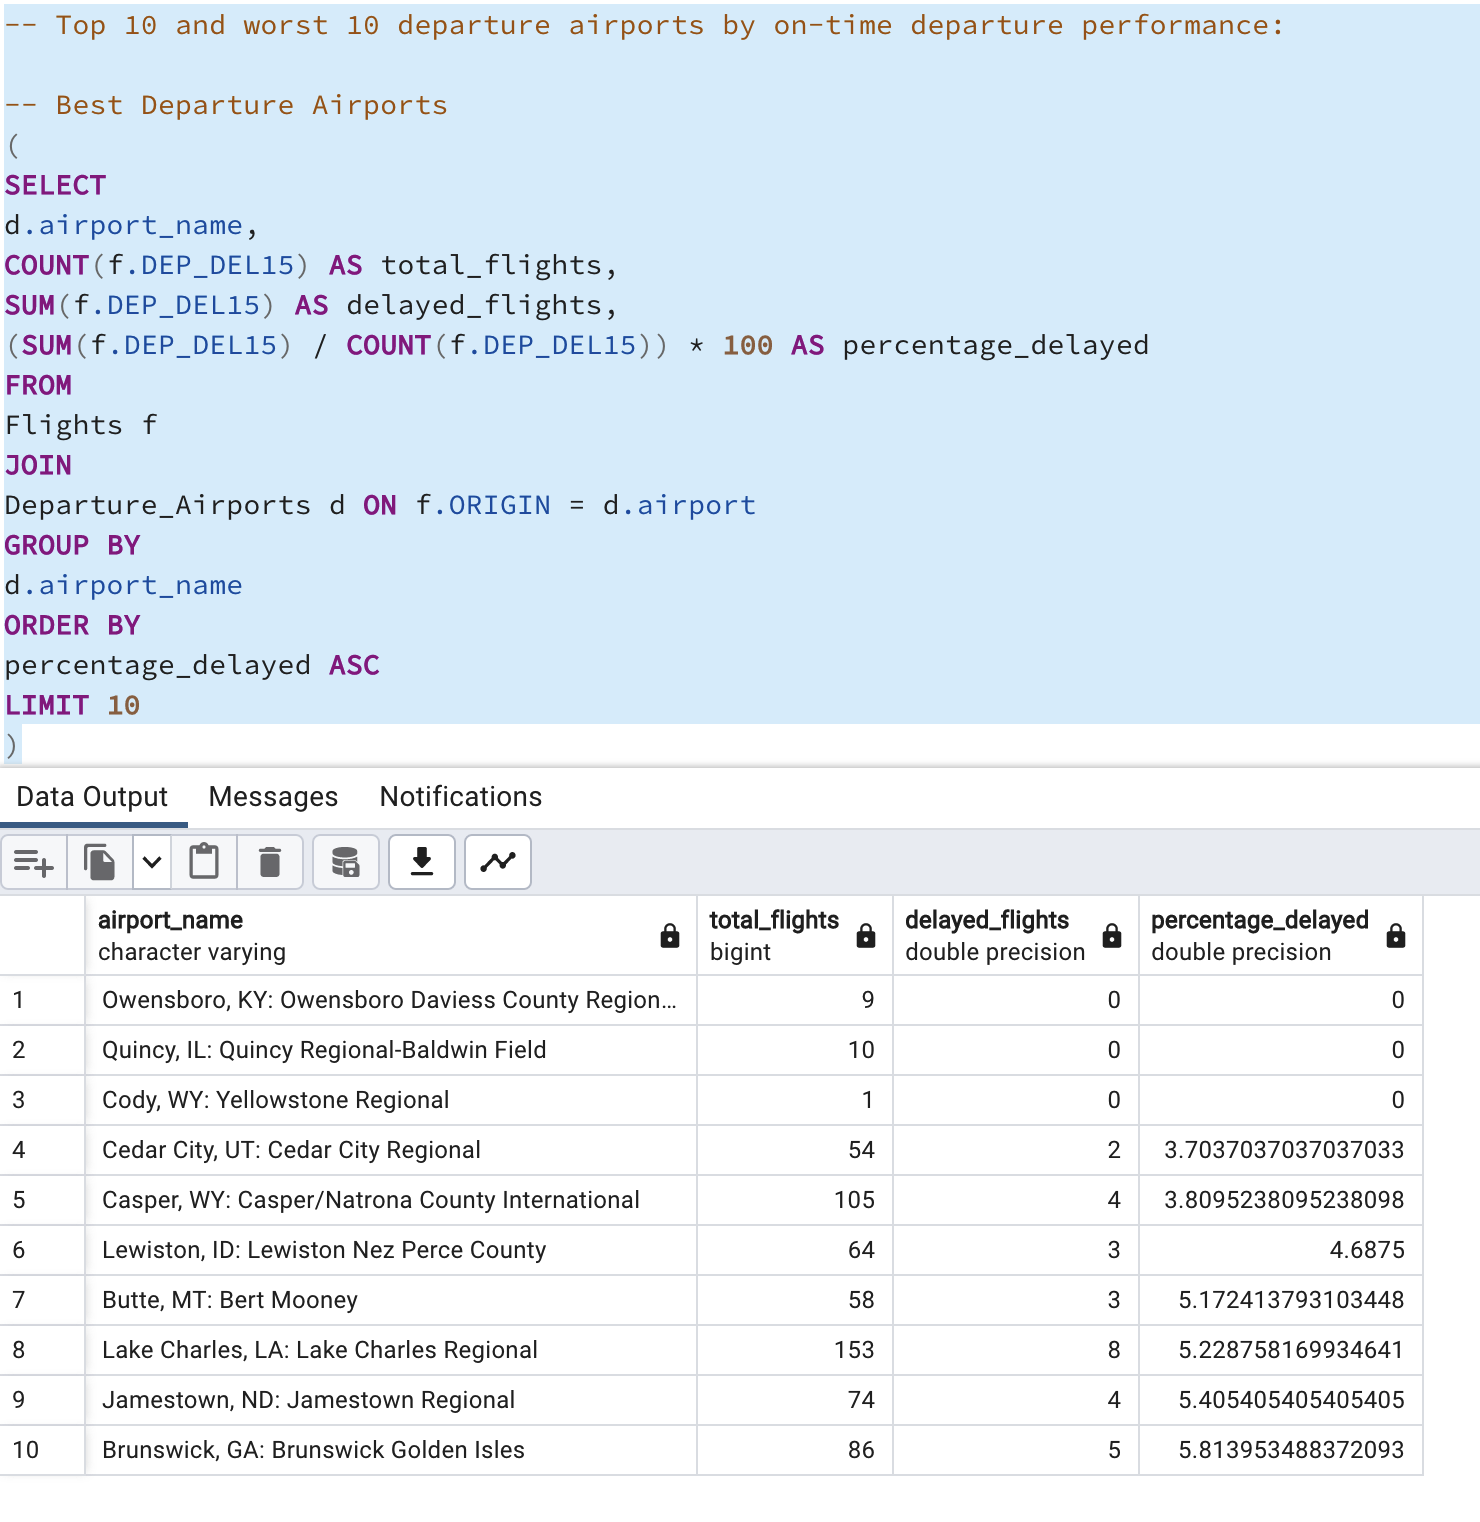 -- Top 10 and worst 10 departure airports by on-time departure performance:
-- Best Departure Airports
(
SELECT
d.airport_name,
COUNT(f.DEP_DEL15) AS total_flights,
SUM(f.DEP_DEL15) AS delayed_flights,
(SUM(f.DEP_DEL15) / COUNT(f.DEP_DEL15)) * 100 AS percentage_delayed
FROM
Flights f
JOIN
Departure_Airports d ON f.ORIGIN = d.airport
GROUP BY
d.airport_name
ORDER BY
percentage_delayed ASC
LIMIT 10
)
Data Output Messages Notifications
airport_name total_flights delayed_flights percentage_delayed
character varying bigint double precision double precision
1 Owensboro, KY: Owensboro Daviess County Region... 9 0 0
2 Quincy, IL: Quincy Regional-Baldwin Field 10 0 0
3 Cody, WY: Yellowstone Regional 1 0 0
4 Cedar City, UT: Cedar City Regional 54 2 3.7037037037037033
5 Casper, WY: Casper/Natrona County International 105 4 3.8095238095238098
6 Lewiston, ID: Lewiston Nez Perce County 64 3 4.6875
7 Butte, MT: Bert Mooney 58 3 5.172413793103448
8 Lake Charles, LA: Lake Charles Regional 153 8 5.228758169934641
9 Jamestown, ND: Jamestown Regional 74 4 5.405405405405405
10 Brunswick, GA: Brunswick Golden Isles 86 5 5.813953488372093